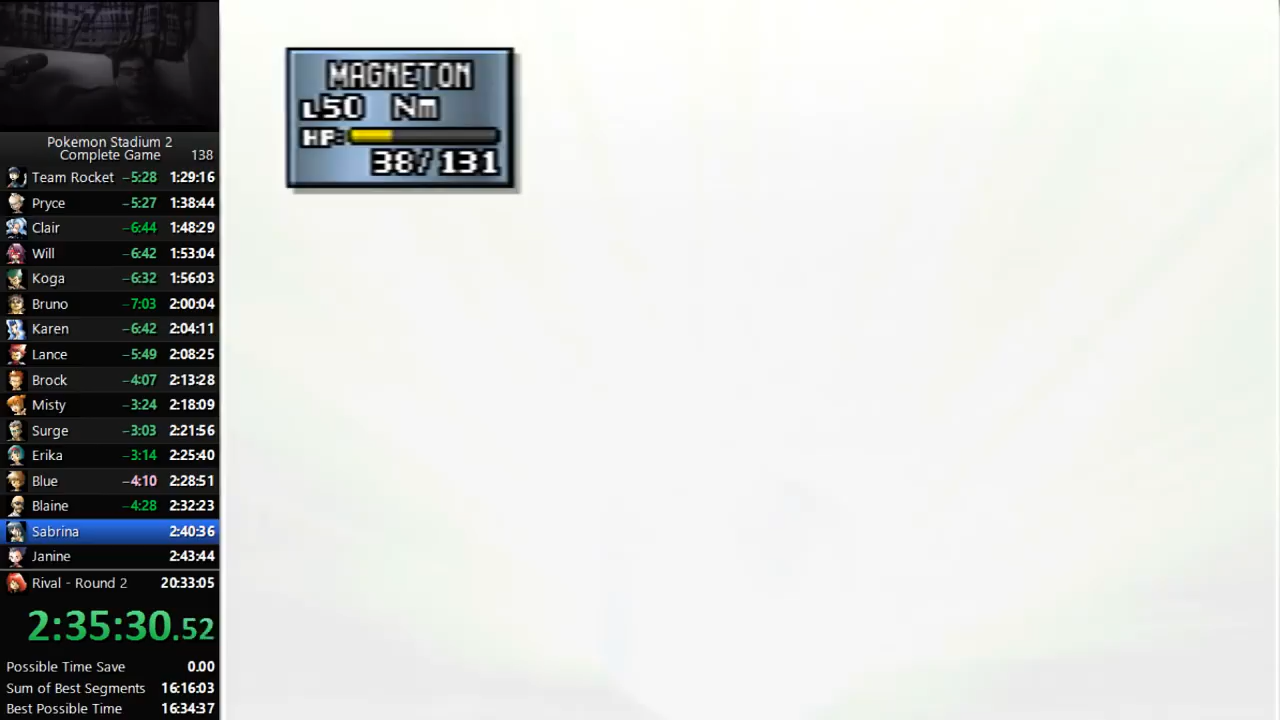 MAGNETON
L50 Nm
HP:
38/131
Pokemon Stadium 2
Complete Game 138
Team Rocket -5:28 1:29:16
Pryce -5:27 1:38:44
Clair -6:44 1:48:29
Will -6:42 1:53:04
Koga -6:32 1:56:03
Bruno -7:03 2:00:04
Karen -6:42 2:04:11
Lance -5:49 2:08:25
Brock -4:07 2:13:28
Misty -3:24 2:18:09
Surge -3:03 2:21:56
Erika -3:14 2:25:40
Blue -4:10 2:28:51
Blaine -4:28 2:32:23
Sabrina 2:40:36
Janine 2:43:44
Rival - Round 2 20:33:05
2:35:30.52
Possible Time Save 0.00
Sum of Best Segments 16:16:03
Best Possible Time 16:34:37